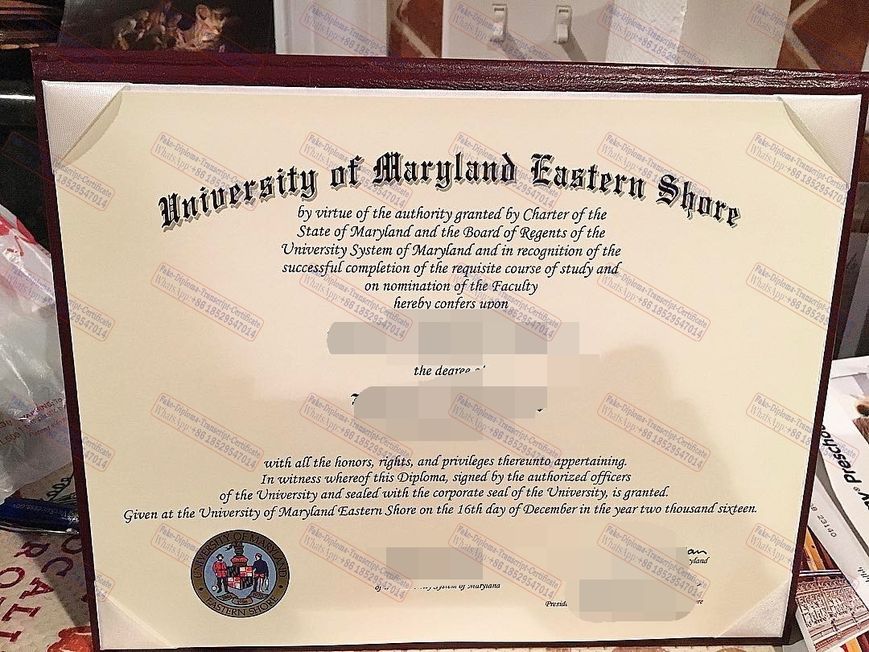 University of Maryland Eastern Shore
by virtue of the authority granted by Charter of the
State of Maryland and the Board of Regents of the
University System of Maryland and in recognition of the
successful completion of the requisite course of study and
on nomination of the Faculty
hereby confers upon
the degree
with all the honors, rights, and privileges thereunto appertaining.
In witness whereof this Diploma, signed by the authorized officers
of the University and sealed with the corporate seal of the University, is granted.
Given at the University of Maryland Eastern Shore on the 16th day of December in the year two thousand sixteen.
UNIVERSITY OF MARYLAND
EASTERN SHORE
System of Maryland
Fake-Diploma-Transcript-Certificate
WhatsApp:+86 18529547014